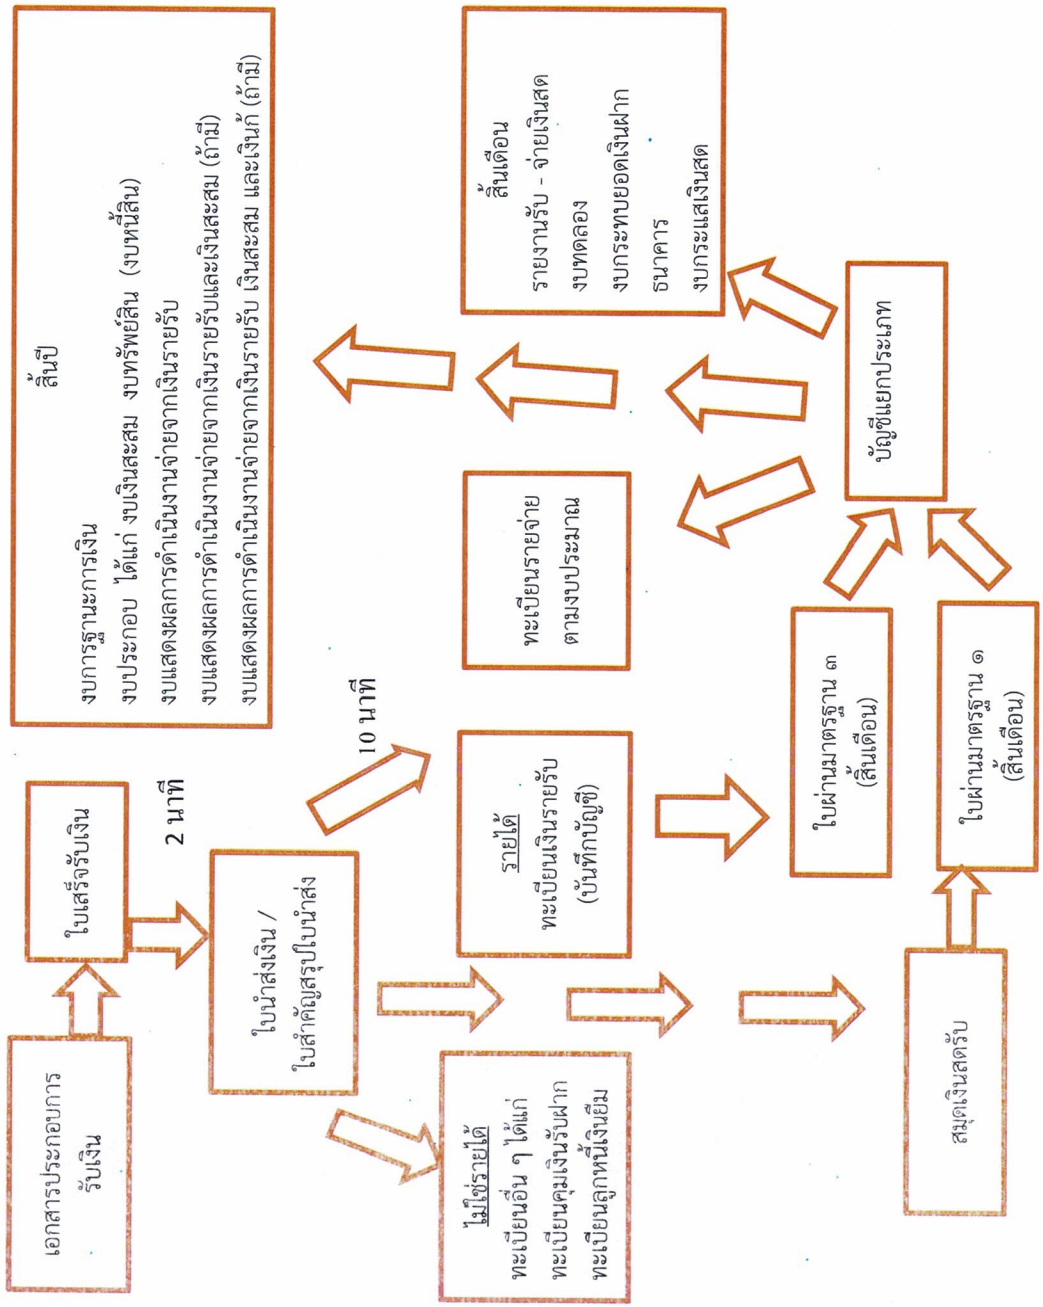 เอกสารประกอบการ
รับเงิน
ใบเสร็จรับเงิน
2 นาที
ใบนำส่งเงิน /
ใบสำคัญสรุปใบนำส่ง
10 นาที
ไม่ใช่รายได้
ทะเบียนอื่น ๆ ได้แก่
ทะเบียนคุมเงินรับฝาก
ทะเบียนลูกหนี้เงินยืม
รายได้
ทะเบียนเงินรายรับ
(บันทึกบัญชี)
สมุดเงินสดรับ
ใบผ่านมาตรฐาน ๓
(สิ้นเดือน)
ใบผ่านมาตรฐาน ๑
(สิ้นเดือน)
บัญชีแยกประเภท
ทะเบียนรายจ่าย
ตามงบประมาณ
สิ้นเดือน
รายงานรับ - จ่ายเงินสด
งบทดลอง
งบกระทบยอดเงินฝาก
ธนาคาร
งบกระแสเงินสด
สิ้นปี
งบการฐานะการเงิน
งบประกอบ ได้แก่ งบเงินสะสม งบทรัพย์สิน (งบหนี้สิน)
งบแสดงผลการดำเนินงานจ่ายจากเงินรายรับ
งบแสดงผลการดำเนินงานจ่ายจากเงินรายรับและเงินสะสม (ถ้ามี)
งบแสดงผลการดำเนินงานจ่ายจากเงินรายรับ เงินสะสม และเงินกู้ (ถ้ามี)